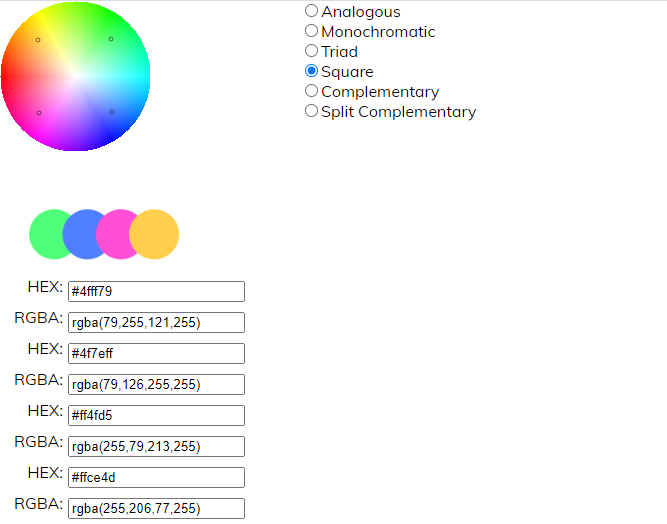 Analogous
Monochromatic
Triad
Square
Complementary
Split Complementary
HEX: #4fff79
RGBA: rgba(79,255,121,255)
HEX: #4f7eff
RGBA: rgba(79,126,255,255)
HEX: #ff4fd5
RGBA: rgba(255,79,213,255)
HEX: #ffce4d
RGBA: rgba(255,206,77,255)